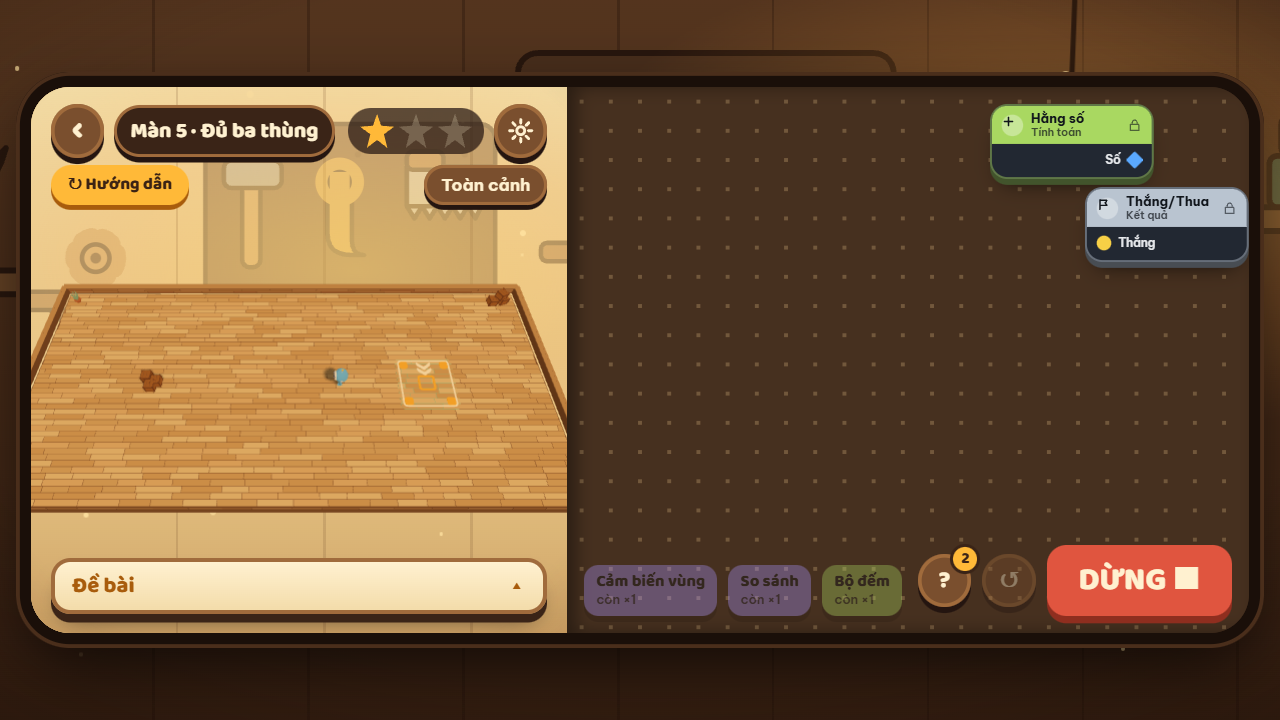 Màn 5 • Đủ ba thùng
↻ Hướng dẫn
Toàn cảnh
Đề bài
Hằng số
Tính toán
Số
Thắng/Thua
Kết quả
Thắng
Cảm biến vùng
còn ×1
So sánh
còn ×1
Bộ đếm
còn ×1
?
2
DỪNG